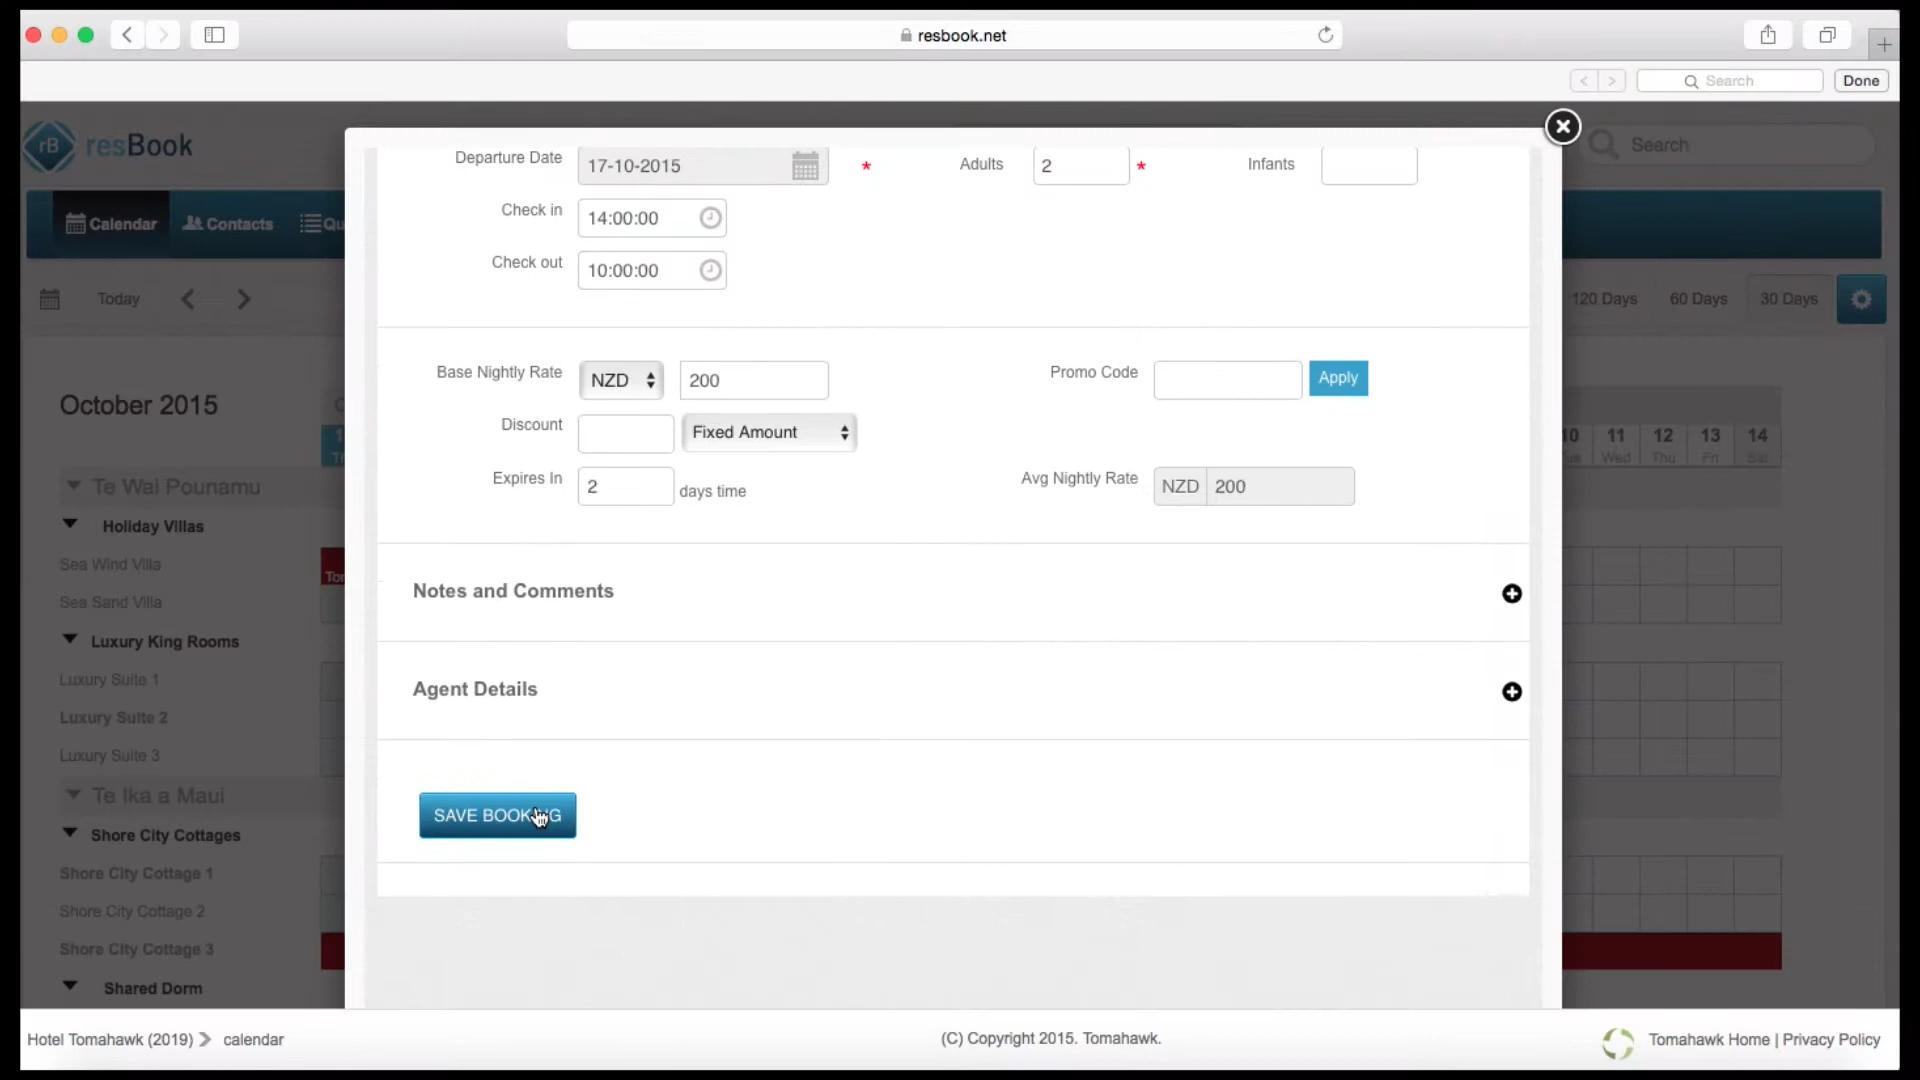 resbook.net
Search
Done
rB resBook
Search
Departure Date 17-10-2015 * Adults 2 * Infants
Calendar Contacts Qu
Check in 14:00:00
Check out 10:00:00
Today 120 Days 60 Days 30 Days
Base Nightly Rate NZD 200 Promo Code Apply
October 2015
Discount Fixed Amount
11 12 13 14
Wed Thu Fri Sat
Expires In 2 days time Avg Nightly Rate NZD 200
Te Wai Pounamu
Holiday Villas
Sea Wind Villa
Sea Sand Villa
Notes and Comments
Luxury King Rooms
Luxury Suite 1
Agent Details
Luxury Suite 2
Luxury Suite 3
Te Ika a Maui
SAVE BOOKING
Shore City Cottages
Shore City Cottage 1
Shore City Cottage 2
Shore City Cottage 3
Shared Dorm
Hotel Tomahawk (2019) calendar
(C) Copyright 2015. Tomahawk.
Tomahawk Home | Privacy Policy